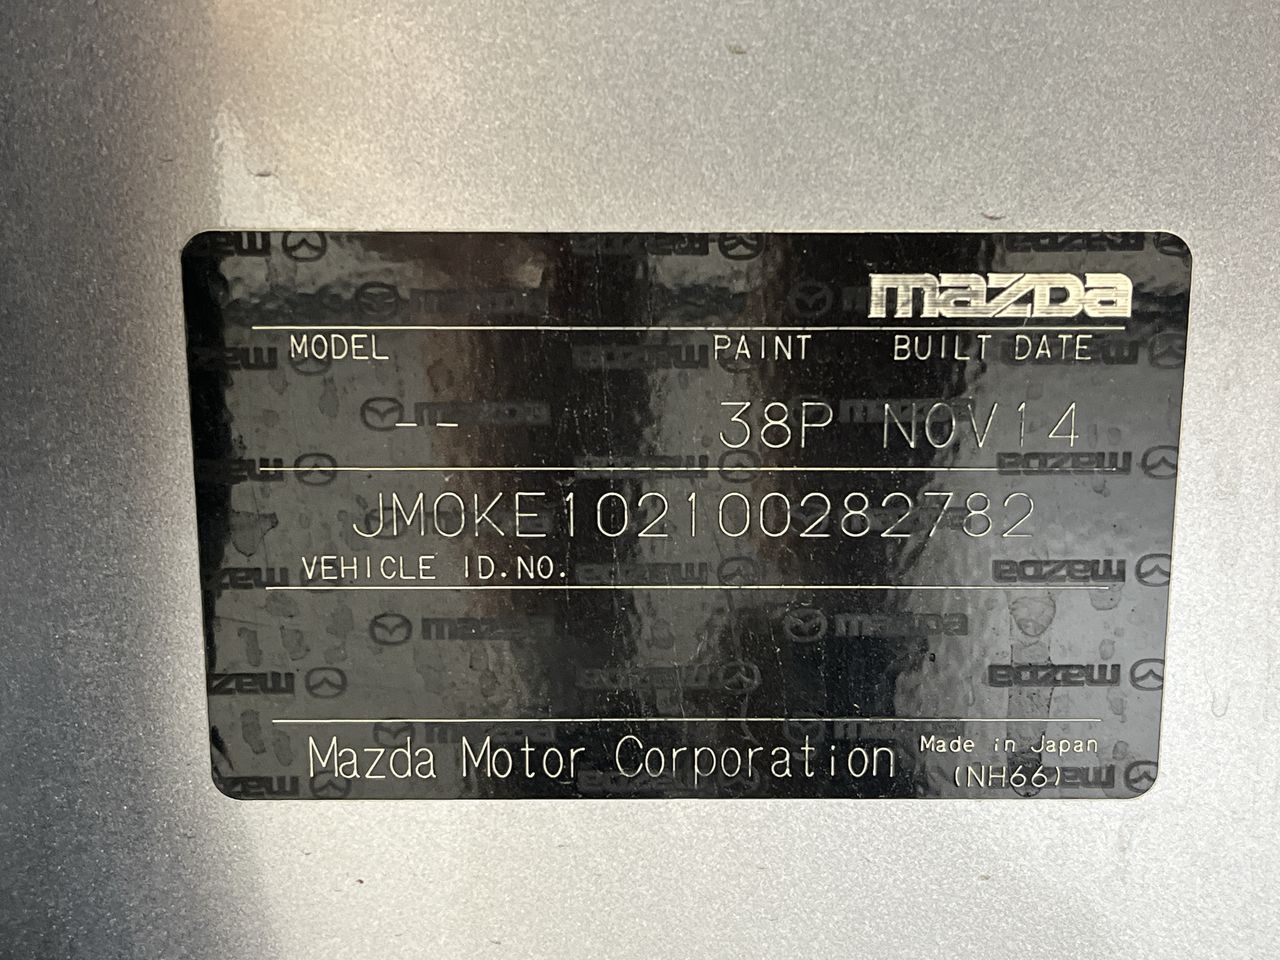 mazda
MODEL PAINT BUILT DATE
-- 38P NOV14
JM0KE102100282782
VEHICLE ID.NO.
Mazda Motor Corporation Made in Japan
(NH66)